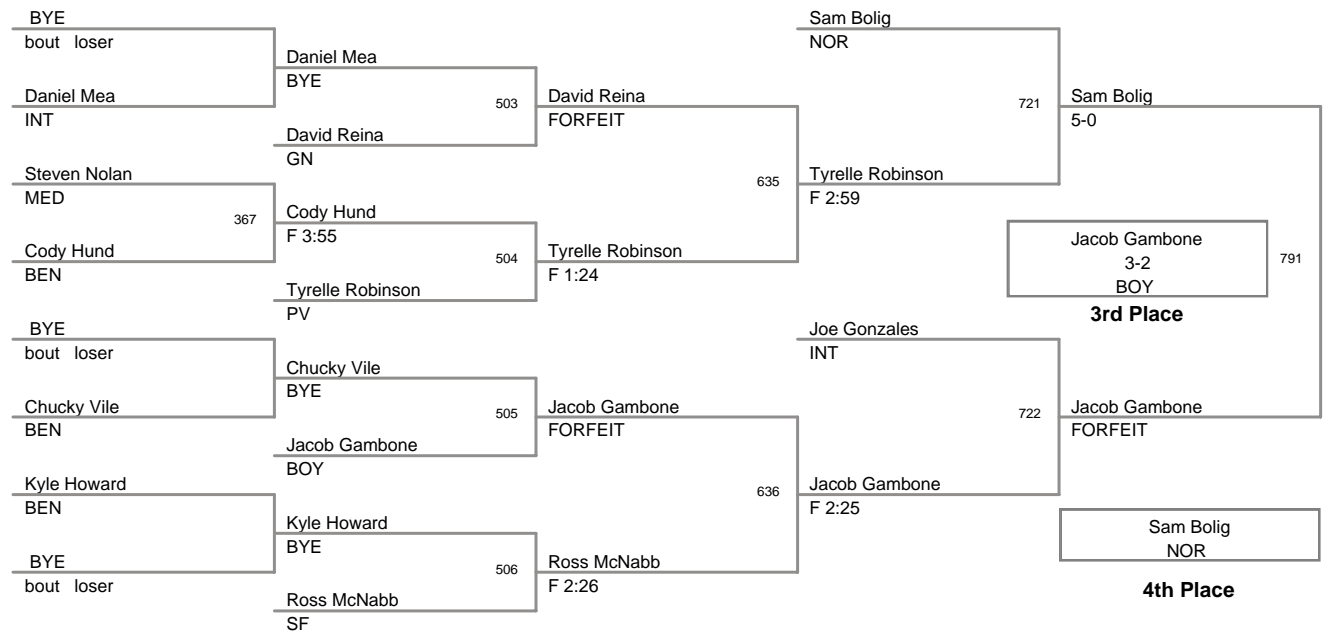 BYE
bout loser
Daniel Mea
INT
Steven Nolan
MED
367
Cody Hund
BEN
BYE
bout loser
Chucky Vile
BEN
Kyle Howard
BEN
BYE
bout loser
Daniel Mea
BYE
503
David Reina
GN
Cody Hund
F 3:55
504
Tyrelle Robinson
PV
Chucky Vile
BYE
505
Jacob Gambone
BOY
Kyle Howard
BYE
506
Ross McNabb
SF
David Reina
FORFEIT
635
Tyrelle Robinson
F 1:24
Jacob Gambone
FORFEIT
636
Ross McNabb
F 2:26
Sam Bolig
NOR
721
Tyrelle Robinson
F 2:59
Joe Gonzales
INT
722
Jacob Gambone
F 2:25
Sam Bolig
5-0
791
Jacob Gambone
FORFEIT
Jacob Gambone
3-2
BOY
3rd Place
Sam Bolig
NOR
4th Place